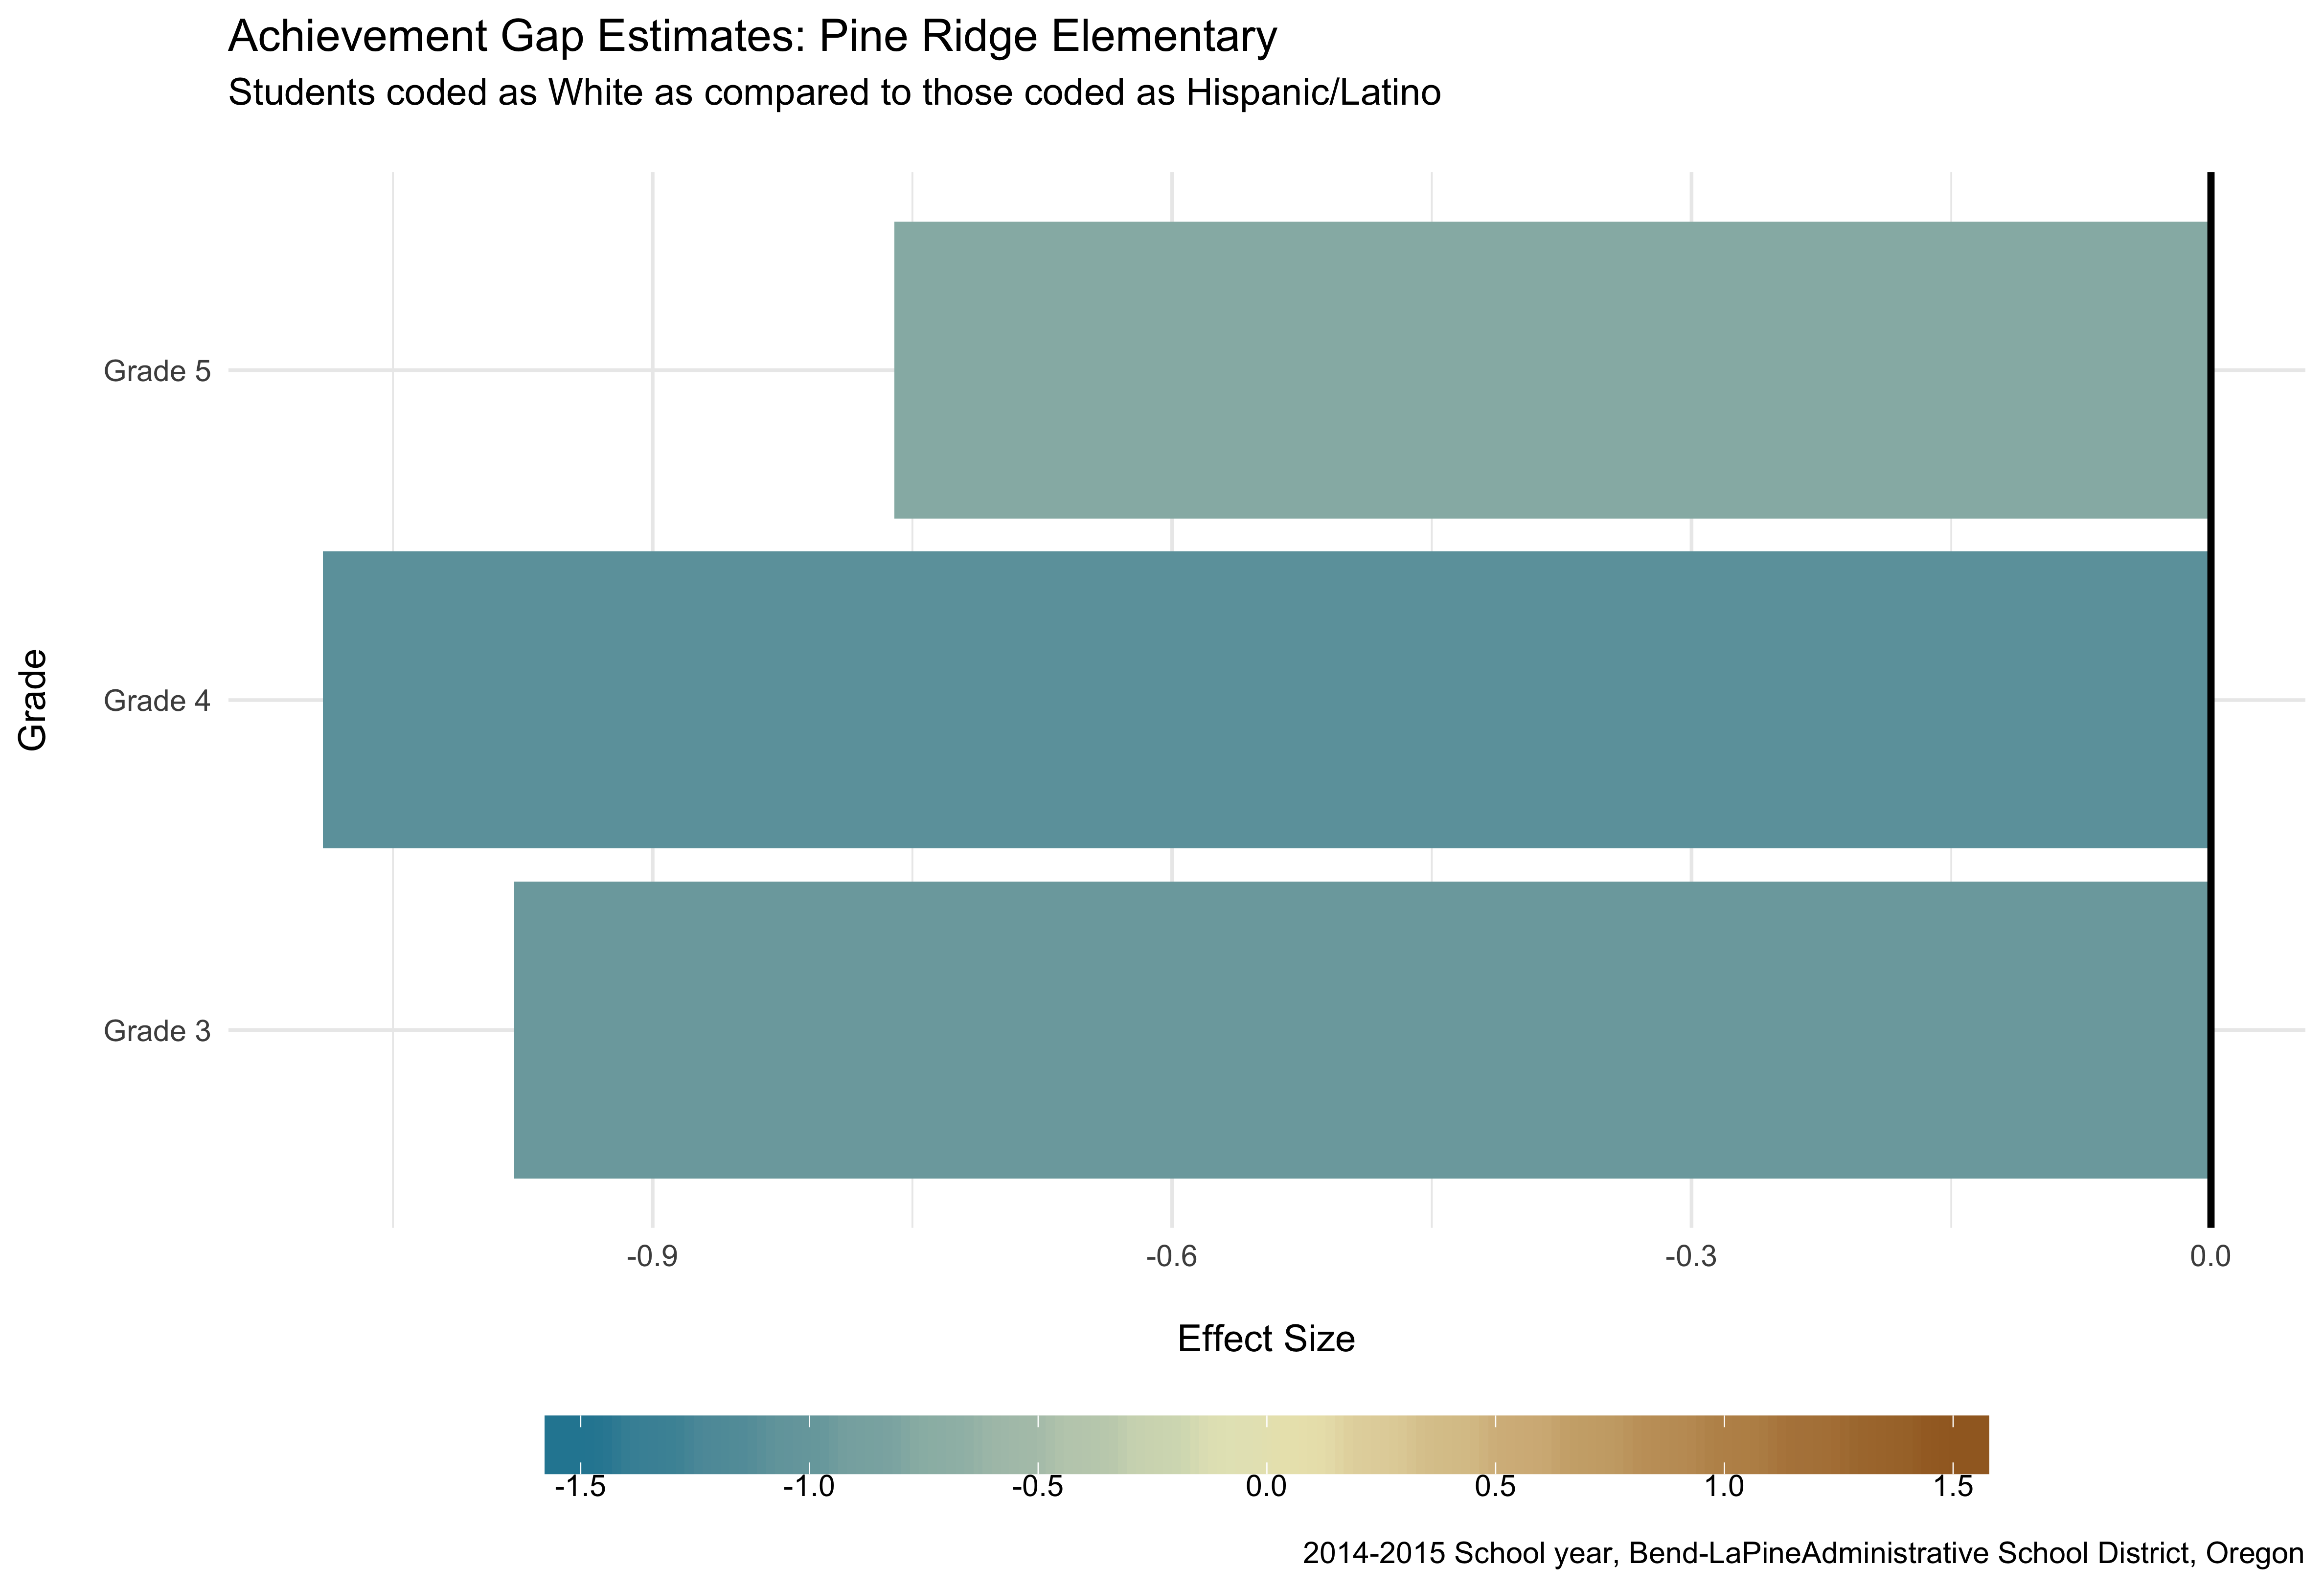 Achievement Gap Estimates: Pine Ridge Elementary
Students coded as White as compared to those coded as Hispanic/Latino
Grade
Grade 5
Grade 4
Grade 3
-0.9 -0.6 -0.3 0.0
Effect Size
-1.5 -1.0 -0.5 0.0 0.5 1.0 1.5
2014-2015 School year, Bend-LaPineAdministrative School District, Oregon